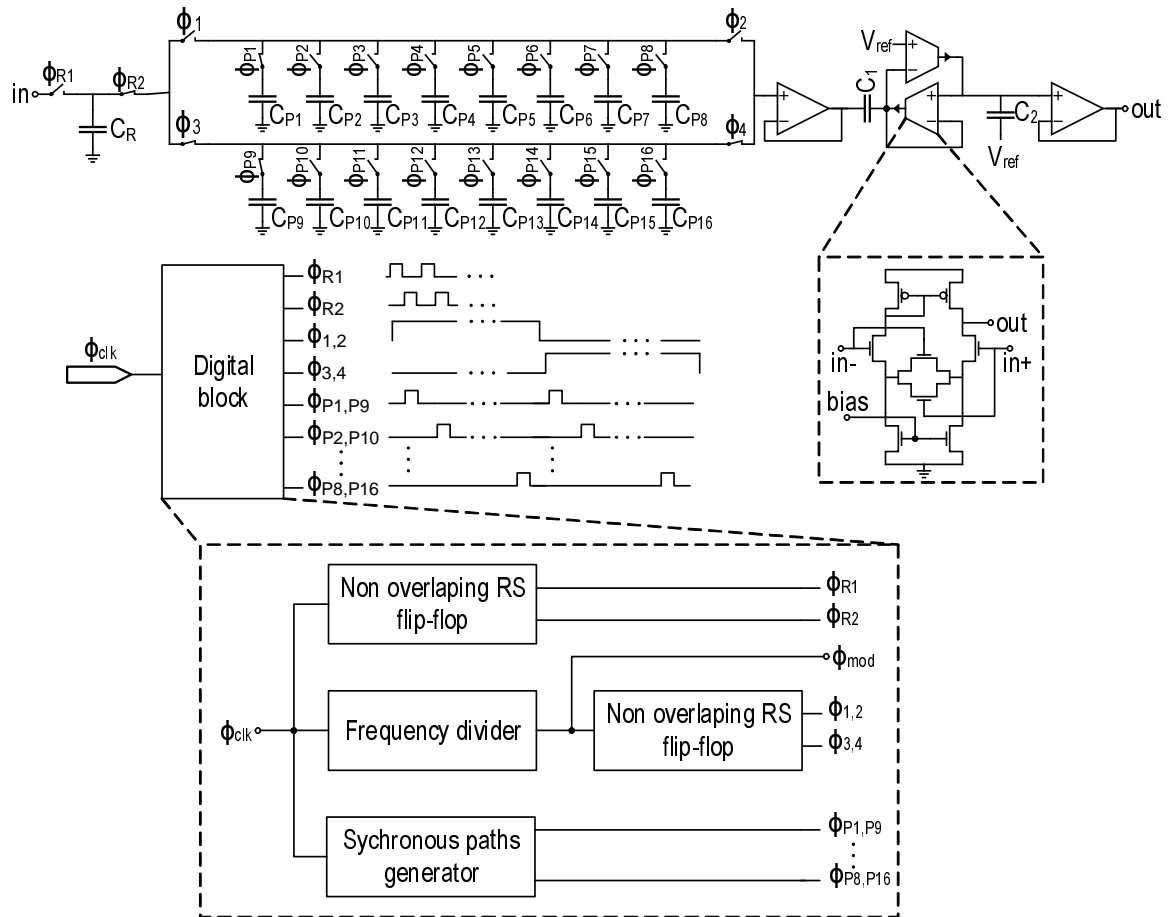 ϕ1
ϕ2
ϕP1 ϕP2 ϕP3 ϕP4 ϕP5 ϕP6 ϕP7 ϕP8
Vref
in
ϕR1
ϕR2
C1
CR
CP1 CP2 CP3 CP4 CP5 CP6 CP7 CP8
C2
out
Vref
ϕ3
ϕ4
ϕP9 ϕP10 ϕP11 ϕP12 ϕP13 ϕP14 ϕP15 ϕP16
CP9 CP10 CP11 CP12 CP13 CP14 CP15 CP16
ϕclk
Digital
block
ϕR1
ϕR2
ϕ1,2
ϕ3,4
ϕP1,P9
ϕP2,P10
ϕP8,P16
out
in-
in+
bias
Non overlaping RS
flip-flop
ϕR1
ϕR2
ϕmod
ϕclk
Frequency divider
Non overlaping RS
flip-flop
ϕ1,2
ϕ3,4
Sychronous paths
generator
ϕP1,P9
ϕP8,P16